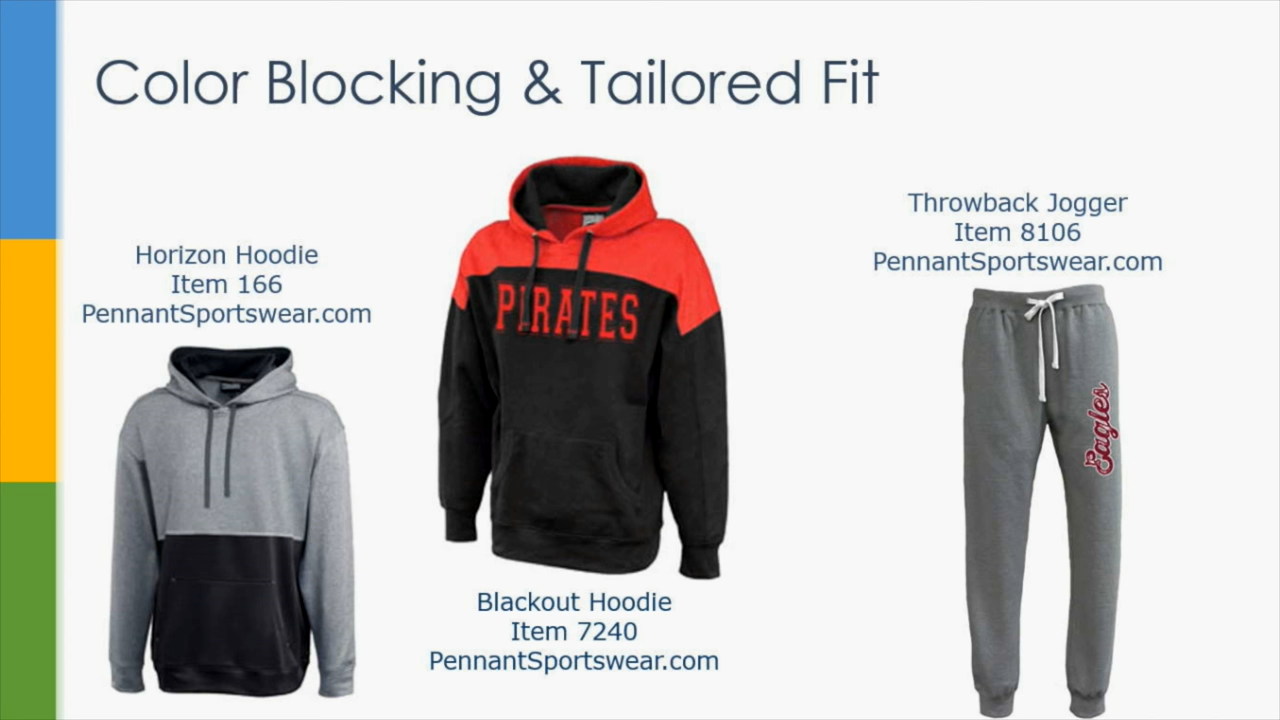 Color Blocking & Tailored Fit
Horizon Hoodie
Item 166
PennantSportswear.com
PIRATES
Blackout Hoodie
Item 7240
PennantSportswear.com
Throwback Jogger
Item 8106
PennantSportswear.com
Eagles